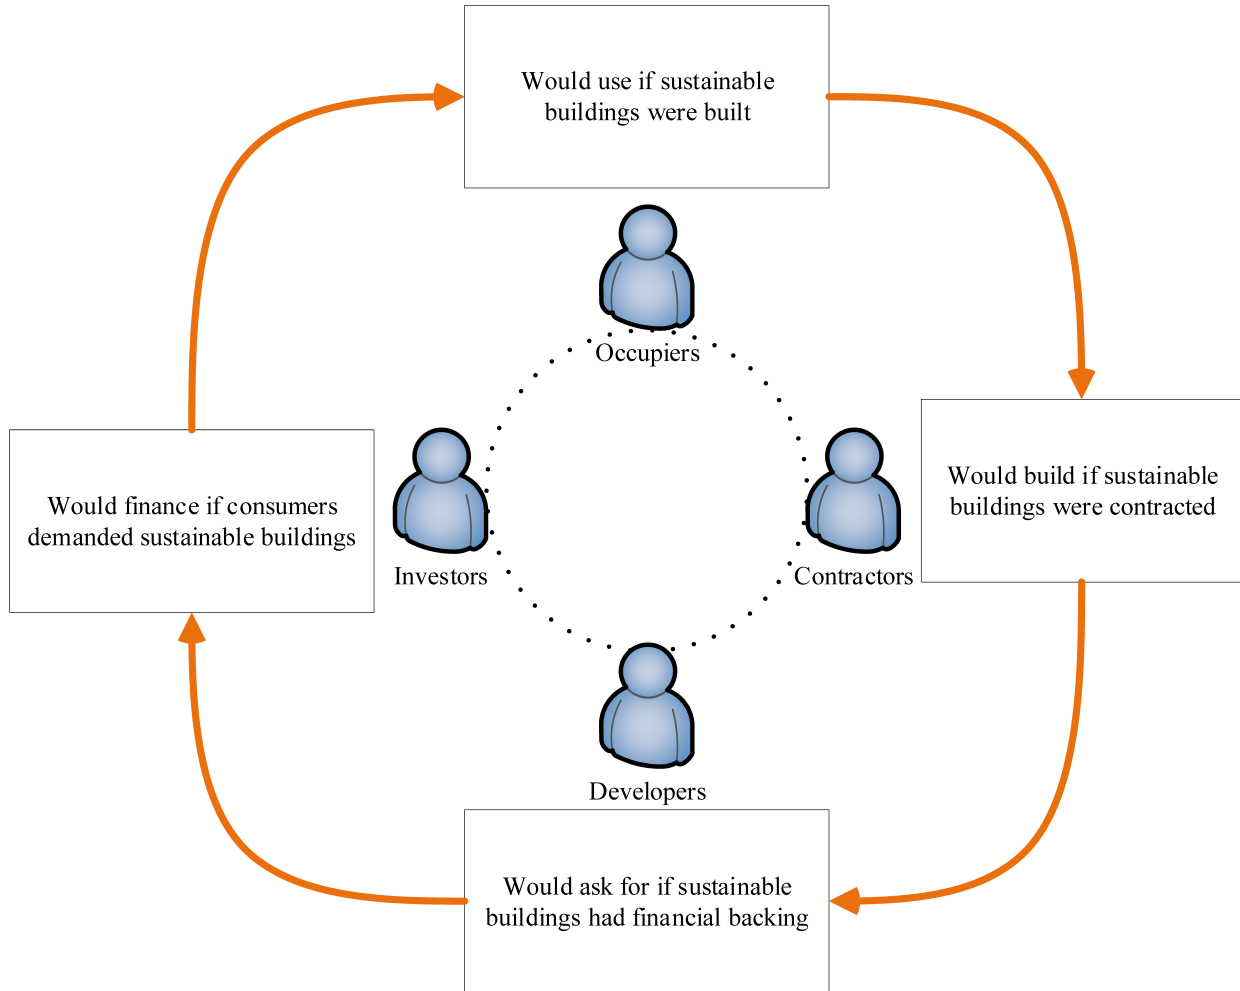 Would use if sustainable
buildings were built
Occupiers
Would finance if consumers
demanded sustainable buildings
Investors
Contractors
Would build if sustainable
buildings were contracted
Developers
Would ask for if sustainable
buildings had financial backing